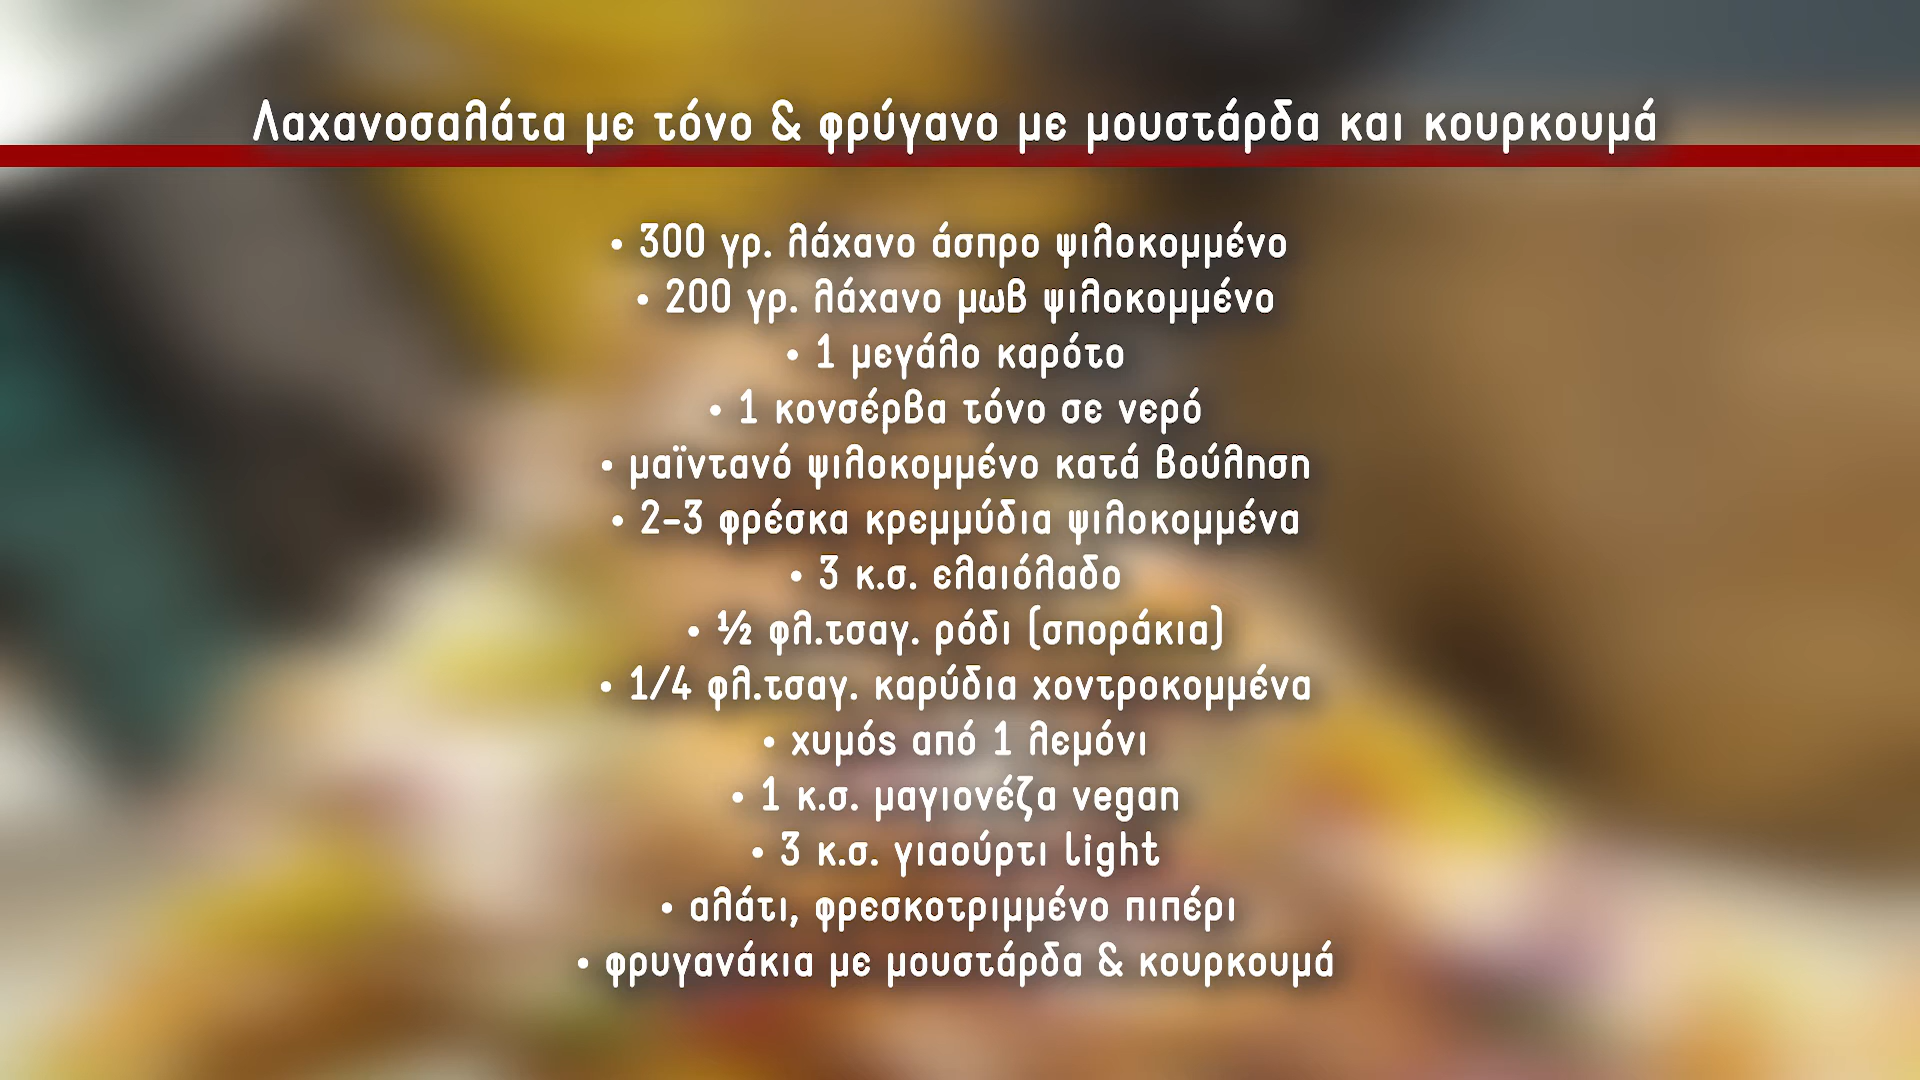 Λαχανοσαλάτα με τόνο & φρύγανο με μουστάρδα και κουρκουμά
• 300 γρ. λάχανο άσπρο ψιλοκομμένο
• 200 γρ. λάχανο μωβ ψιλοκομμένο
• 1 μεγάλο καρότο
• 1 κονσέρβα τόνο σε νερό
• μαϊντανό ψιλοκομμένο κατά βούληση
• 2-3 φρέσκα κρεμμύδια ψιλοκομμένα
• 3 κ.σ. ελαιόλαδο
• ½ φλ.τσαγ. ρόδι (σποράκια)
• 1/4 φλ.τσαγ. καρύδια χοντροκομμένα
• χυμός από 1 λεμόνι
• 1 κ.σ. μαγιονέζα vegan
• 3 κ.σ. γιαούρτι light
• αλάτι, φρεσκοτριμμένο πιπέρι
• φρυγανάκια με μουστάρδα & κουρκουμά